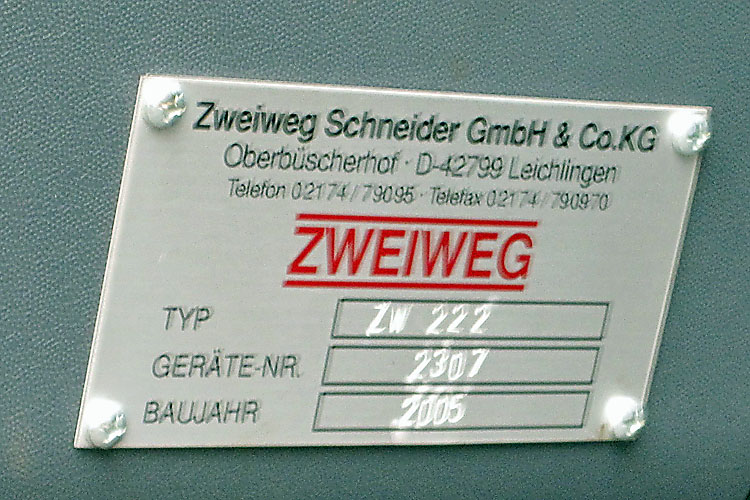 Zweiweg Schneider GmbH & Co.KG
Oberbüscherhof · D-42799 Leichlingen
Telefon 02174/79095 · Telefax 02174/790970
ZWEIWEG
TYP ZW 222
GERÄTE-NR. 2307
BAUJAHR 2005